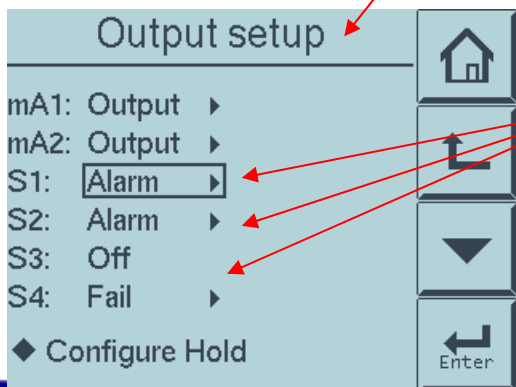 Output setup
mA1: Output
mA2: Output
S1: Alarm
S2: Alarm
S3: Off
S4: Fail
Configure Hold
Enter